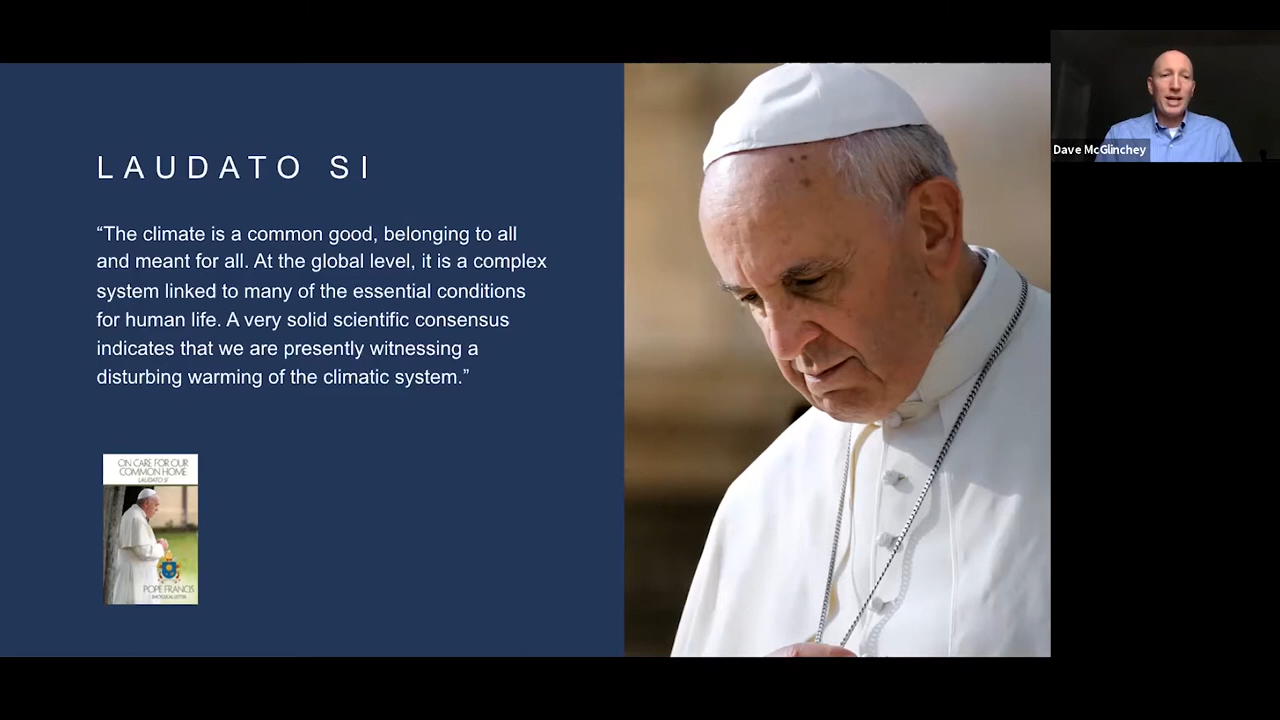 LAUDATO SI
“The climate is a common good, belonging to all
and meant for all. At the global level, it is a complex
system linked to many of the essential conditions
for human life. A very solid scientific consensus
indicates that we are presently witnessing a
disturbing warming of the climatic system.”
ON CARE FOR OUR
COMMON HOME
LAUDATO SI'
POPE FRANCIS
ENCYCLICAL LETTER
Dave McGlinchey